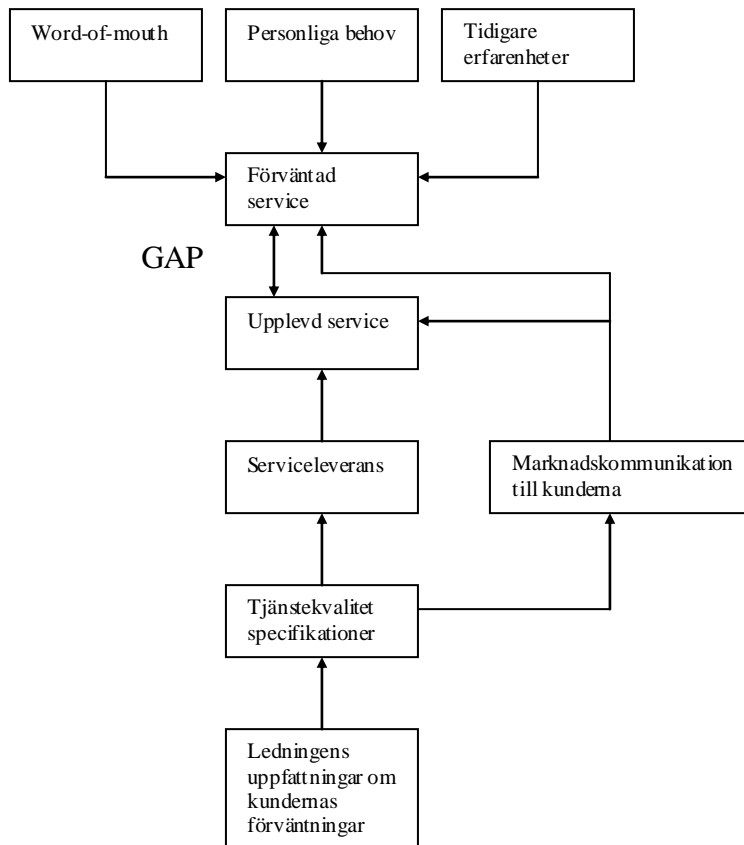 Word-of-mouth
Personliga behov
Tidigare
erfarenheter
Förväntad
service
GAP
Upplevd service
Serviceleverans
Marknadskommunikation
till kunderna
Tjänstekvalitet
specifikationer
Ledningens
uppfattningar om
kundernas
förväntningar